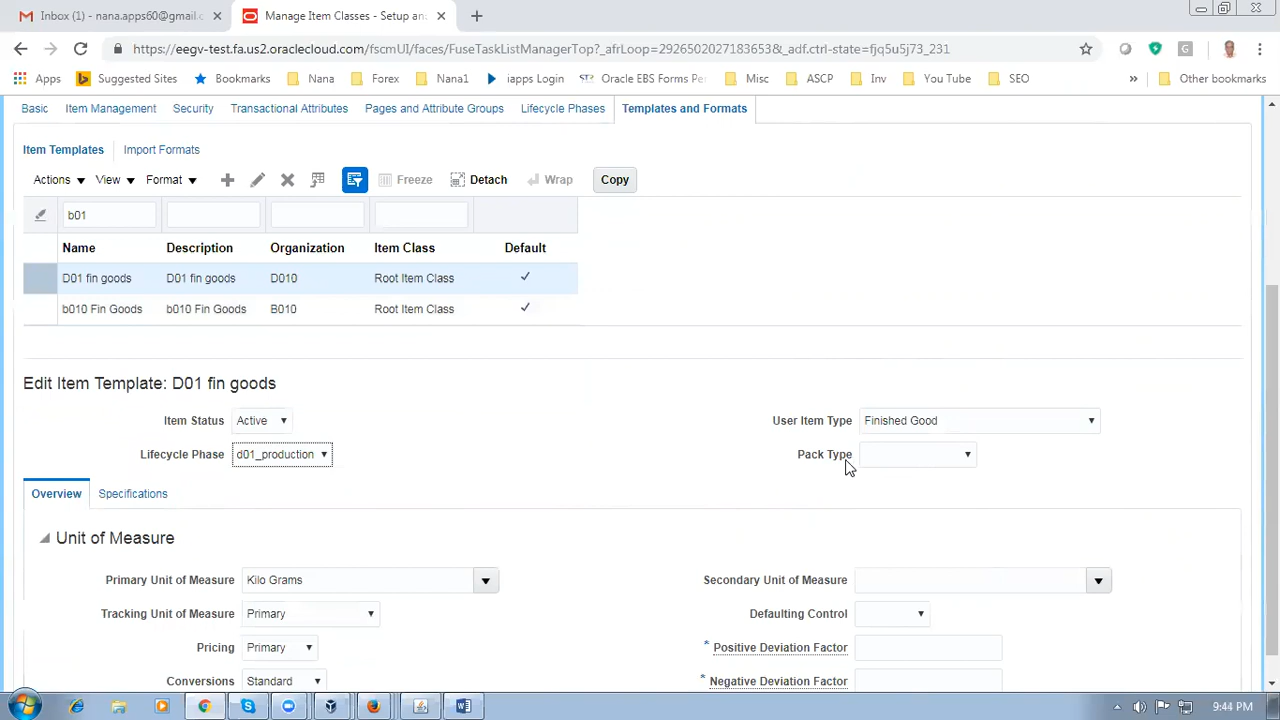 Inbox (1) - nana.apps60@gmail.c
Manage Item Classes - Setup an
https://eegv-test.fa.us2.oraclecloud.com/fscmUI/faces/FuseTaskListManagerTop?_afrLoop=2926502027183653&_adf.ctrl-state=fjq5u5j73_231
Apps Suggested Sites Bookmarks Nana Forex Nana1 iapps Login Oracle EBS Forms Pe Misc ASCP Inv You Tube SEO » Other bookmarks
Basic Item Management Security Transactional Attributes Pages and Attribute Groups Lifecycle Phases Templates and Formats
Item Templates Import Formats
Actions View Format Freeze Detach Wrap Copy
b01
Name Description Organization Item Class Default
D01 fin goods D01 fin goods D010 Root Item Class
b010 Fin Goods b010 Fin Goods B010 Root Item Class
Edit Item Template: D01 fin goods
Item Status Active User Item Type Finished Good
Lifecycle Phase d01_production Pack Type
Overview Specifications
Unit of Measure
Primary Unit of Measure Kilo Grams Secondary Unit of Measure
Tracking Unit of Measure Primary Defaulting Control
Pricing Primary * Positive Deviation Factor
Conversions Standard * Negative Deviation Factor
9:44 PM